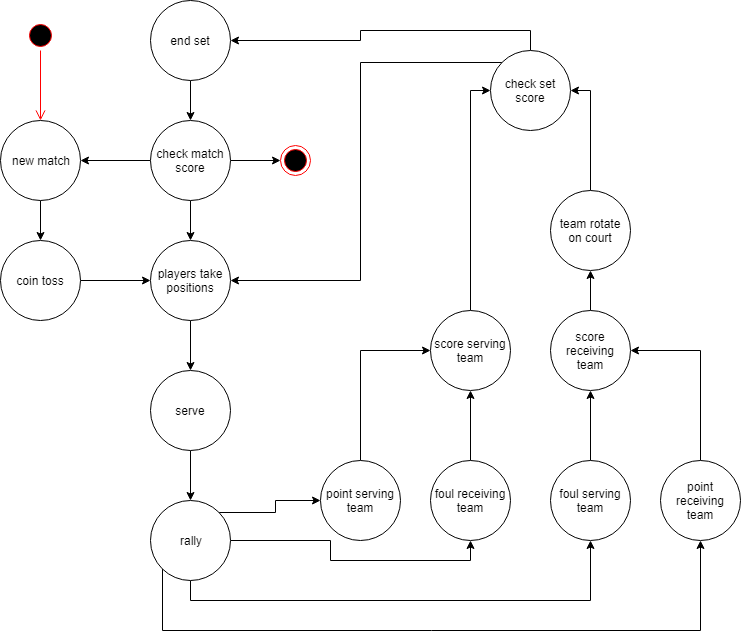 end set
check set
score
new match
check match
score
team rotate
on court
coin toss
players take
positions
score serving
team
score
receiving
team
serve
point serving
team
foul receiving
team
foul serving
team
point
receiving
team
rally